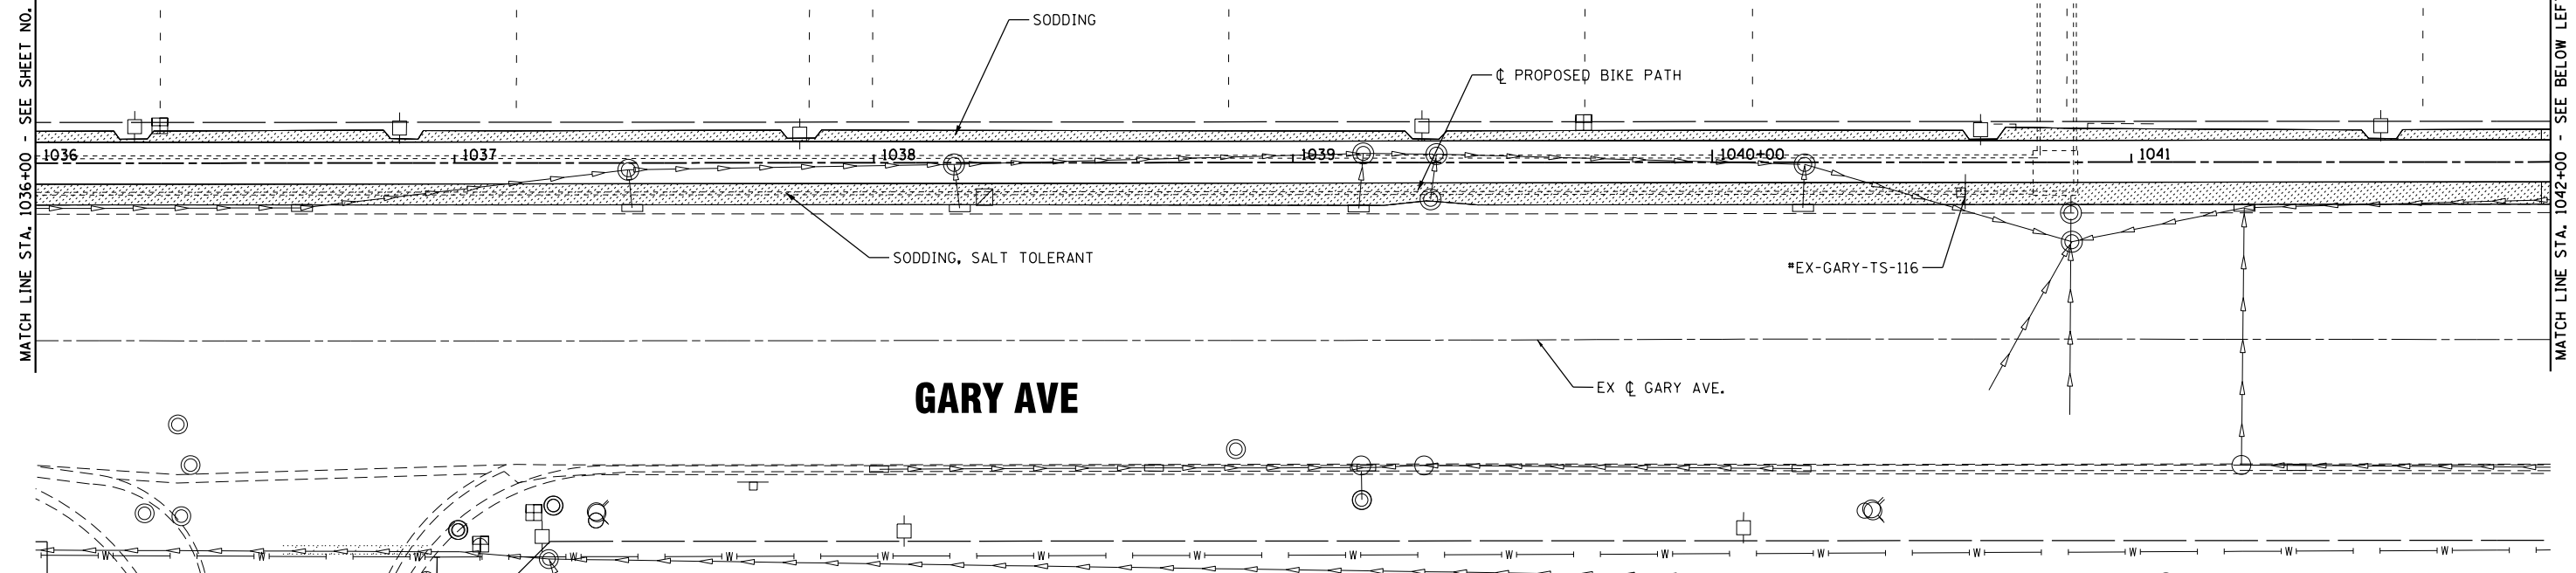 MATCH LINE STA. 1036+00 - SEE SHEET NO.
SODDING
℄ PROPOSED BIKE PATH
1036
1037
1038
1039
1040+00
1041
SODDING, SALT TOLERANT
#EX-GARY-TS-116
EX ℄ GARY AVE.
GARY AVE
W W W W W W W W W W W W W W W W
MATCH LINE STA. 1042+00 - SEE BELOW LEF